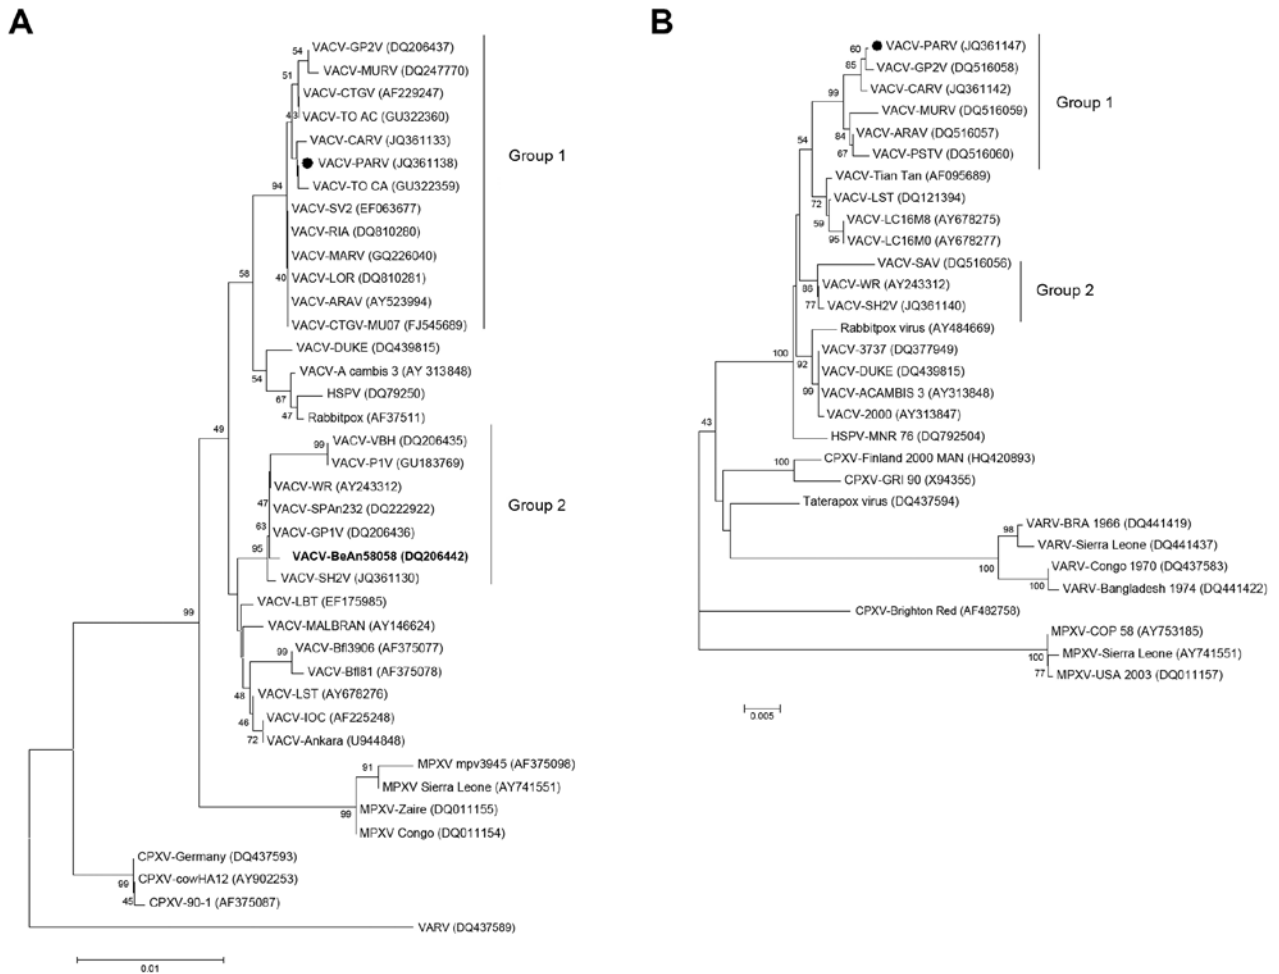 A
54
VACV-GP2V (DQ206437)
51
VACV-MURV (DQ247770)
VACV-CTGV (AF229247)
43
VACV-TO AC (GU322360)
VACV-CARV (JQ361133)
VACV-PARV (JQ361138)
Group 1
94
VACV-TO CA (GU322359)
VACV-SV2 (EF063677)
VACV-RIA (DQ810280)
VACV-MARV (GQ226040)
58
40
VACV-LOR (DQ810281)
VACV-ARAV (AY523994)
VACV-CTGV-MU07 (FJ545689)
VACV-DUKE (DQ439815)
54
VACV-A cambis 3 (AY 313848)
67
HSPV (DQ79250)
47
Rabbitpox (AF37511)
49
99
VACV-VBH (DQ206435)
VACV-P1V (GU183769)
VACV-WR (AY243312)
47
VACV-SPAn232 (DQ222922)
Group 2
63
VACV-GP1V (DQ206436)
95
VACV-BeAn58058 (DQ206442)
VACV-SH2V (JQ361130)
VACV-LBT (EF175985)
99
VACV-MALBRAN (AY146624)
99
VACV-Bfl3906 (AF375077)
VACV-Bfl81 (AF375078)
48
VACV-LST (AY678276)
46
VACV-IOC (AF225248)
72
VACV-Ankara (U944848)
91
MPXV mpv3945 (AF375098)
MPXV Sierra Leone (AY741551)
99
MPXV-Zaire (DQ011155)
MPXV Congo (DQ011154)
CPXV-Germany (DQ437593)
99
CPXV-cowHA12 (AY902253)
45
CPXV-90-1 (AF375087)
VARV (DQ437589)
0.01
B
60
VACV-PARV (JQ361147)
85
VACV-GP2V (DQ516058)
99
VACV-CARV (JQ361142)
Group 1
VACV-MURV (DQ516059)
84
VACV-ARAV (DQ516057)
54
67
VACV-PSTV (DQ516060)
VACV-Tian Tan (AF095689)
72
VACV-LST (DQ121394)
59
VACV-LC16M8 (AY678275)
95
VACV-LC16M0 (AY678277)
VACV-SAV (DQ516056)
86
VACV-WR (AY243312)
Group 2
77
VACV-SH2V (JQ361140)
Rabbitpox virus (AY484669)
100
VACV-3737 (DQ377949)
92
VACV-DUKE (DQ439815)
99
VACV-ACAMBIS 3 (AY313848)
VACV-2000 (AY313847)
43
HSPV-MNR 76 (DQ792504)
100
CPXV-Finland 2000 MAN (HQ420893)
CPXV-GRI 90 (X94355)
Taterapox virus (DQ437594)
98
VARV-BRA 1966 (DQ441419)
VARV-Sierra Leone (DQ441437)
100
VARV-Congo 1970 (DQ437583)
100
VARV-Bangladesh 1974 (DQ441422)
CPXV-Brighton Red (AF482758)
MPXV-COP 58 (AY753185)
100
MPXV-Sierra Leone (AY741551)
77
MPXV-USA 2003 (DQ011157)
0.005